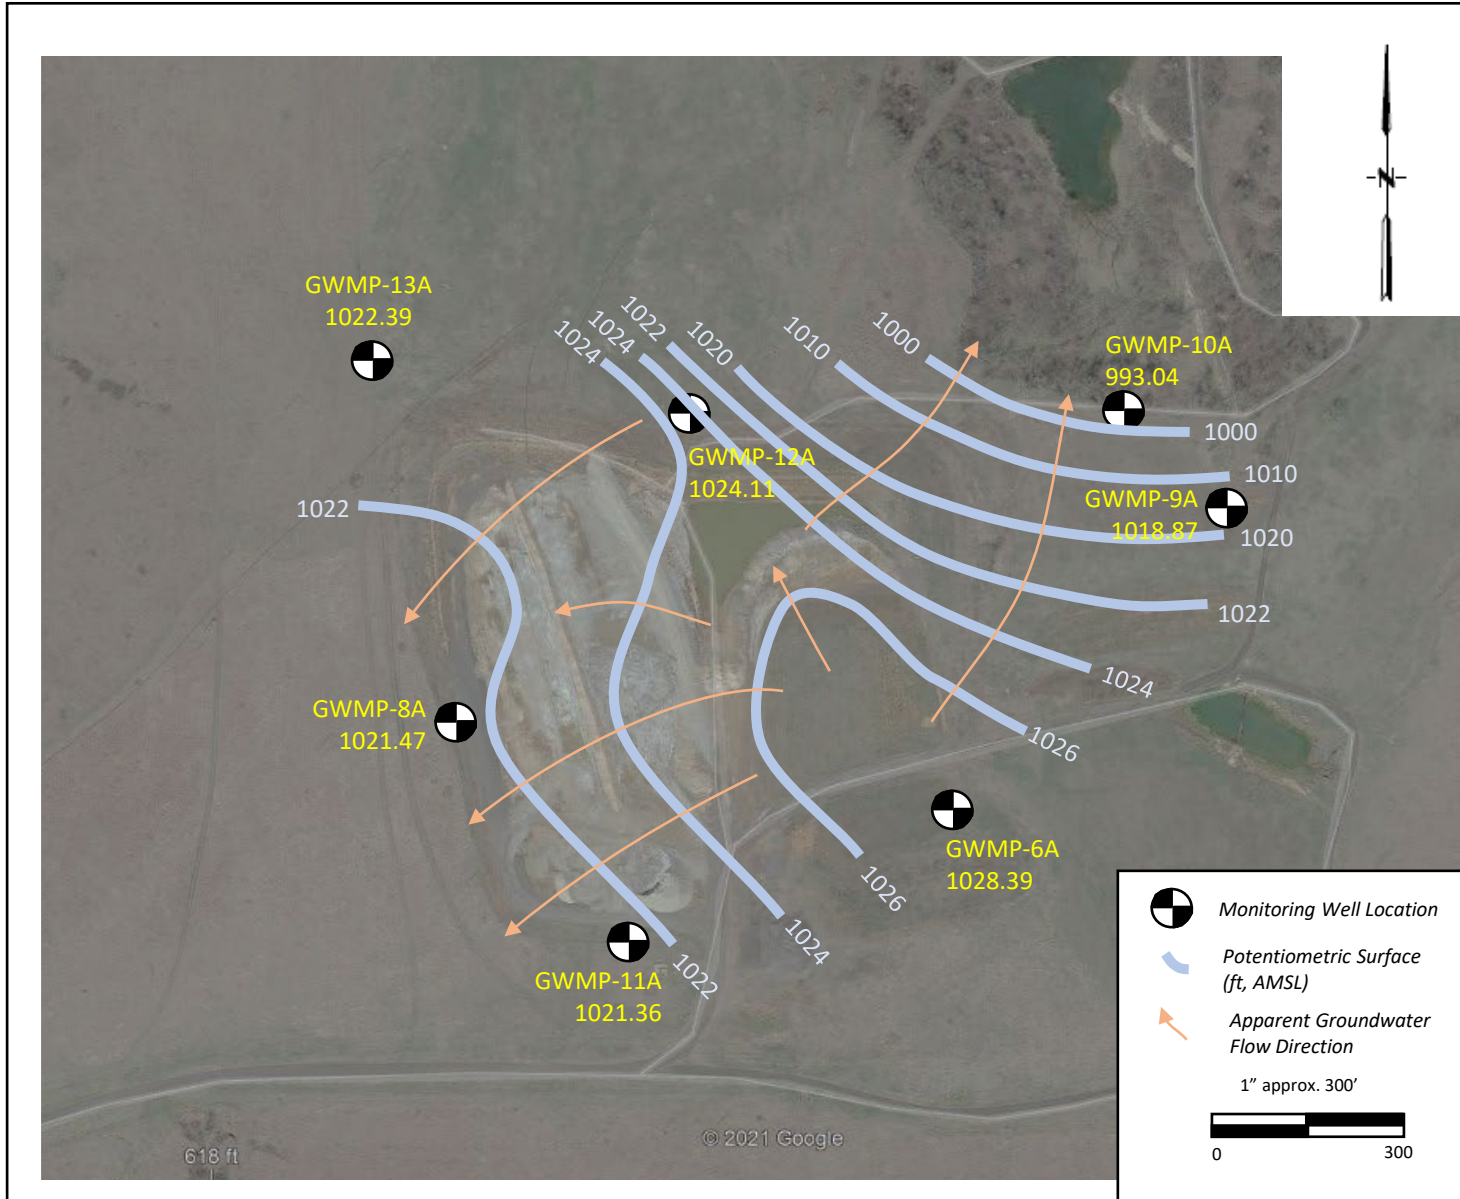 N
GWMP-13A
1022.39
1024
1024
1022
1020
1010
1000
GWMP-10A
993.04
1000
GWMP-12A
1024.11
1010
GWMP-9A
1018.87
1020
1022
1022
1024
GWMP-8A
1021.47
1026
GWMP-6A
1028.39
1026
1024
1022
GWMP-11A
1021.36
Monitoring Well Location
Potentiometric Surface
(ft, AMSL)
Apparent Groundwater
Flow Direction
1” approx. 300’
0 300
© 2021 Google
618 ft